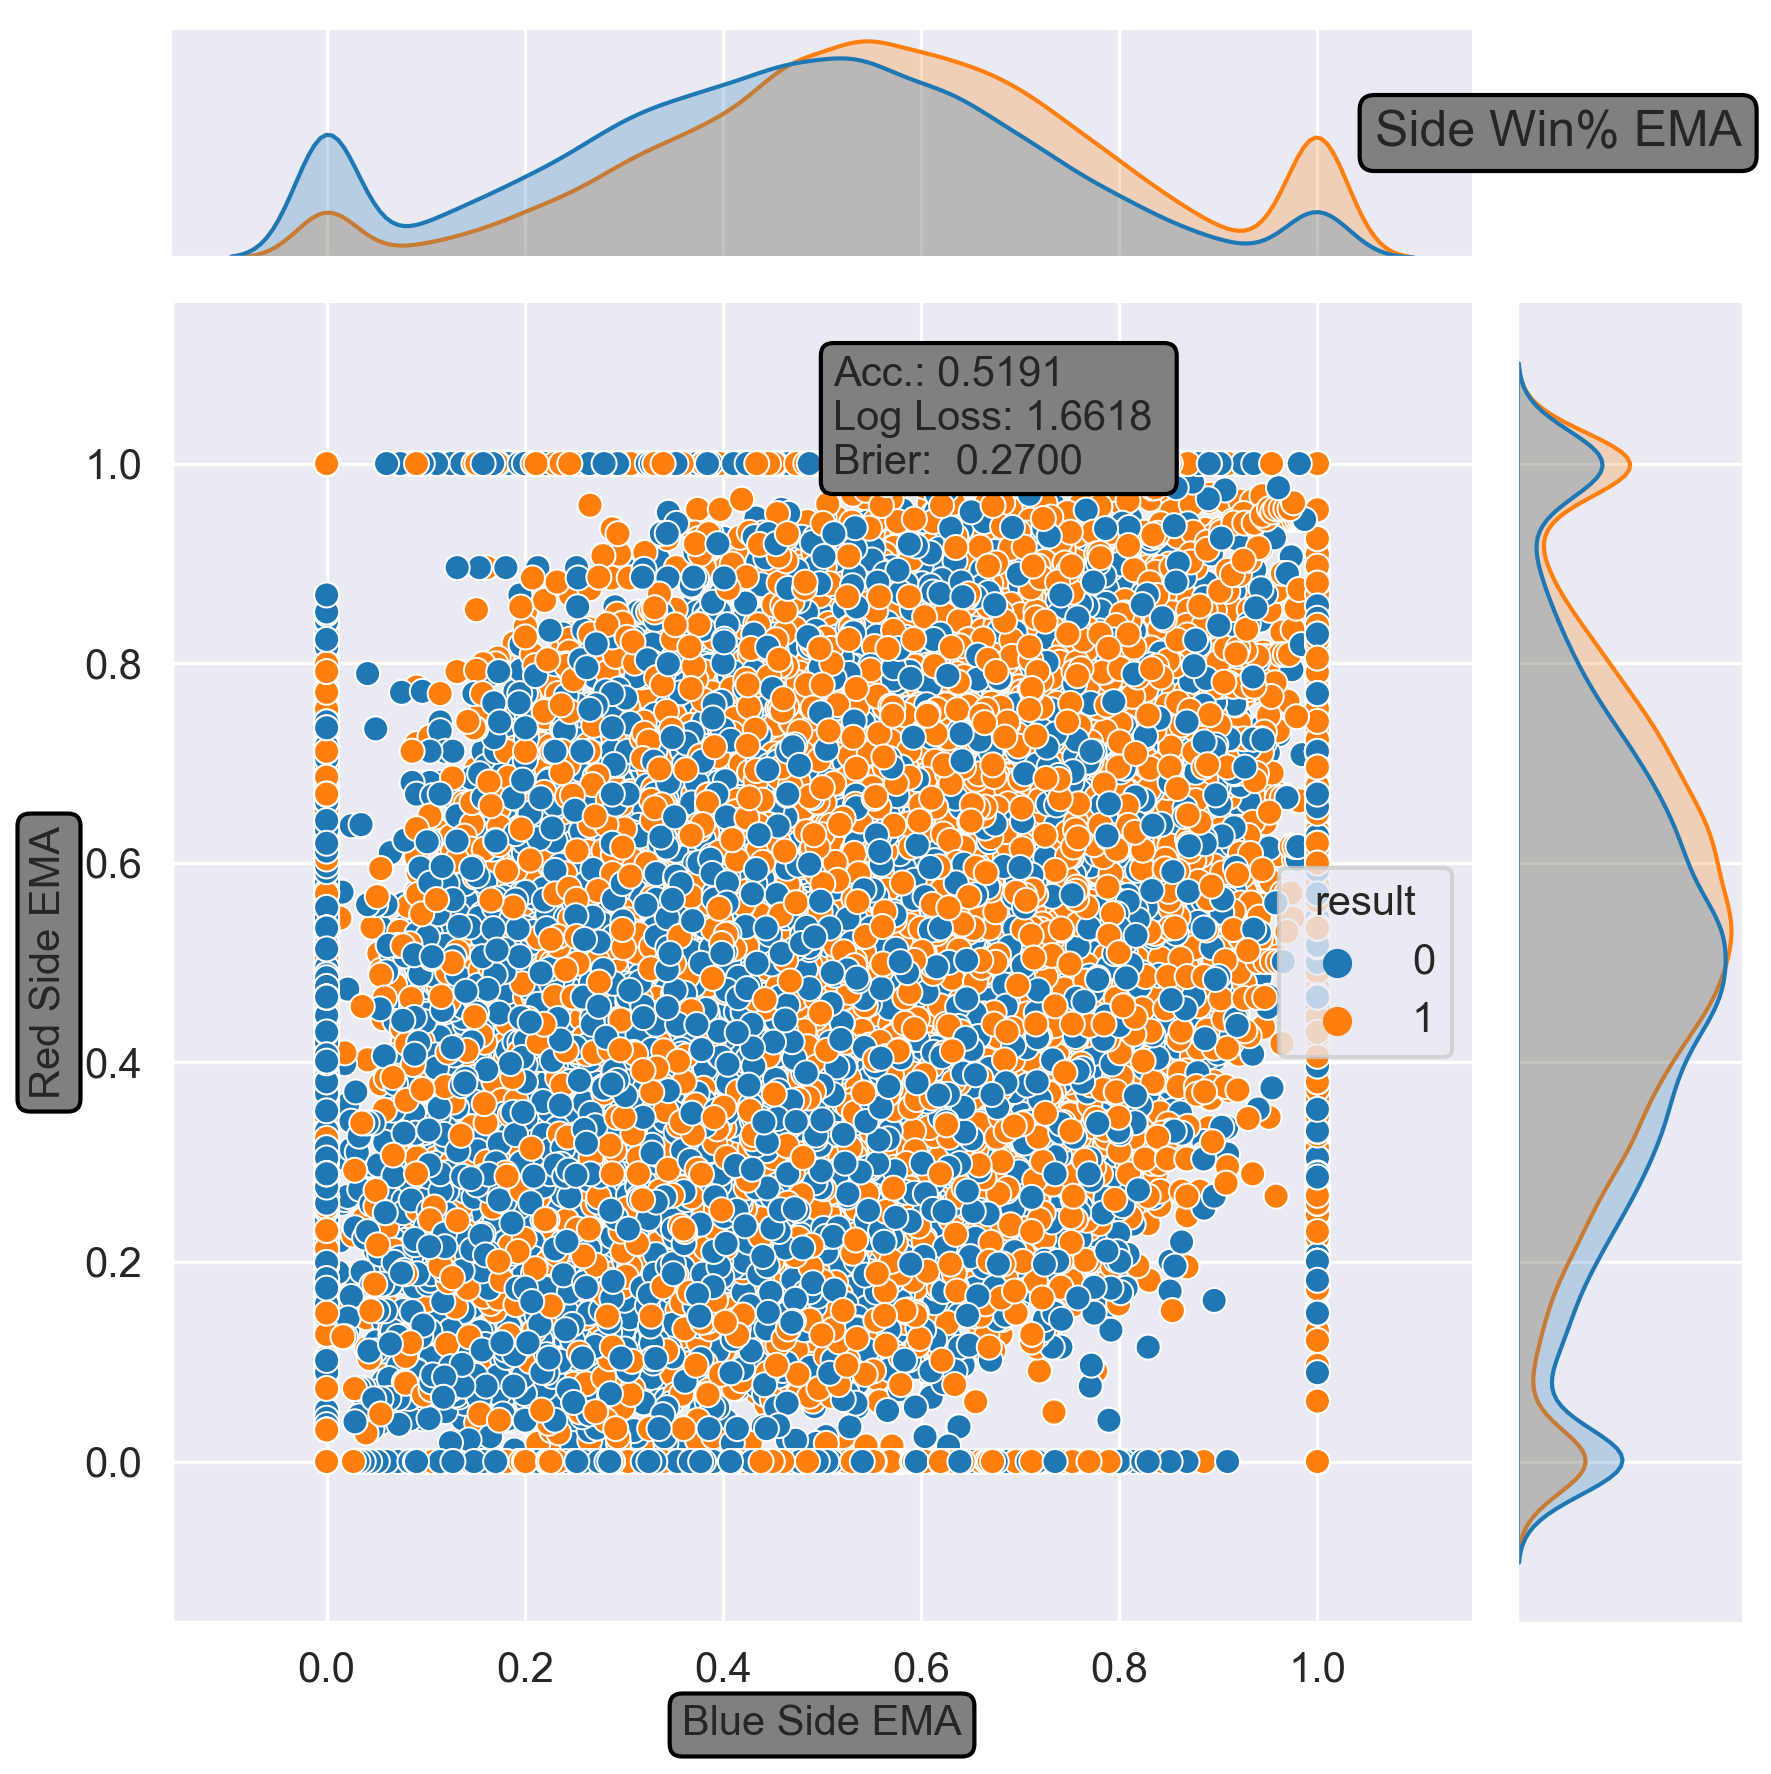 Side Win% EMA
Acc.: 0.5191
Log Loss: 1.6618
Brier:  0.2700
1.0
0.8
0.6
0.4
0.2
0.0
Red Side EMA
result
0
1
0.0 0.2 0.4 0.6 0.8 1.0
Blue Side EMA